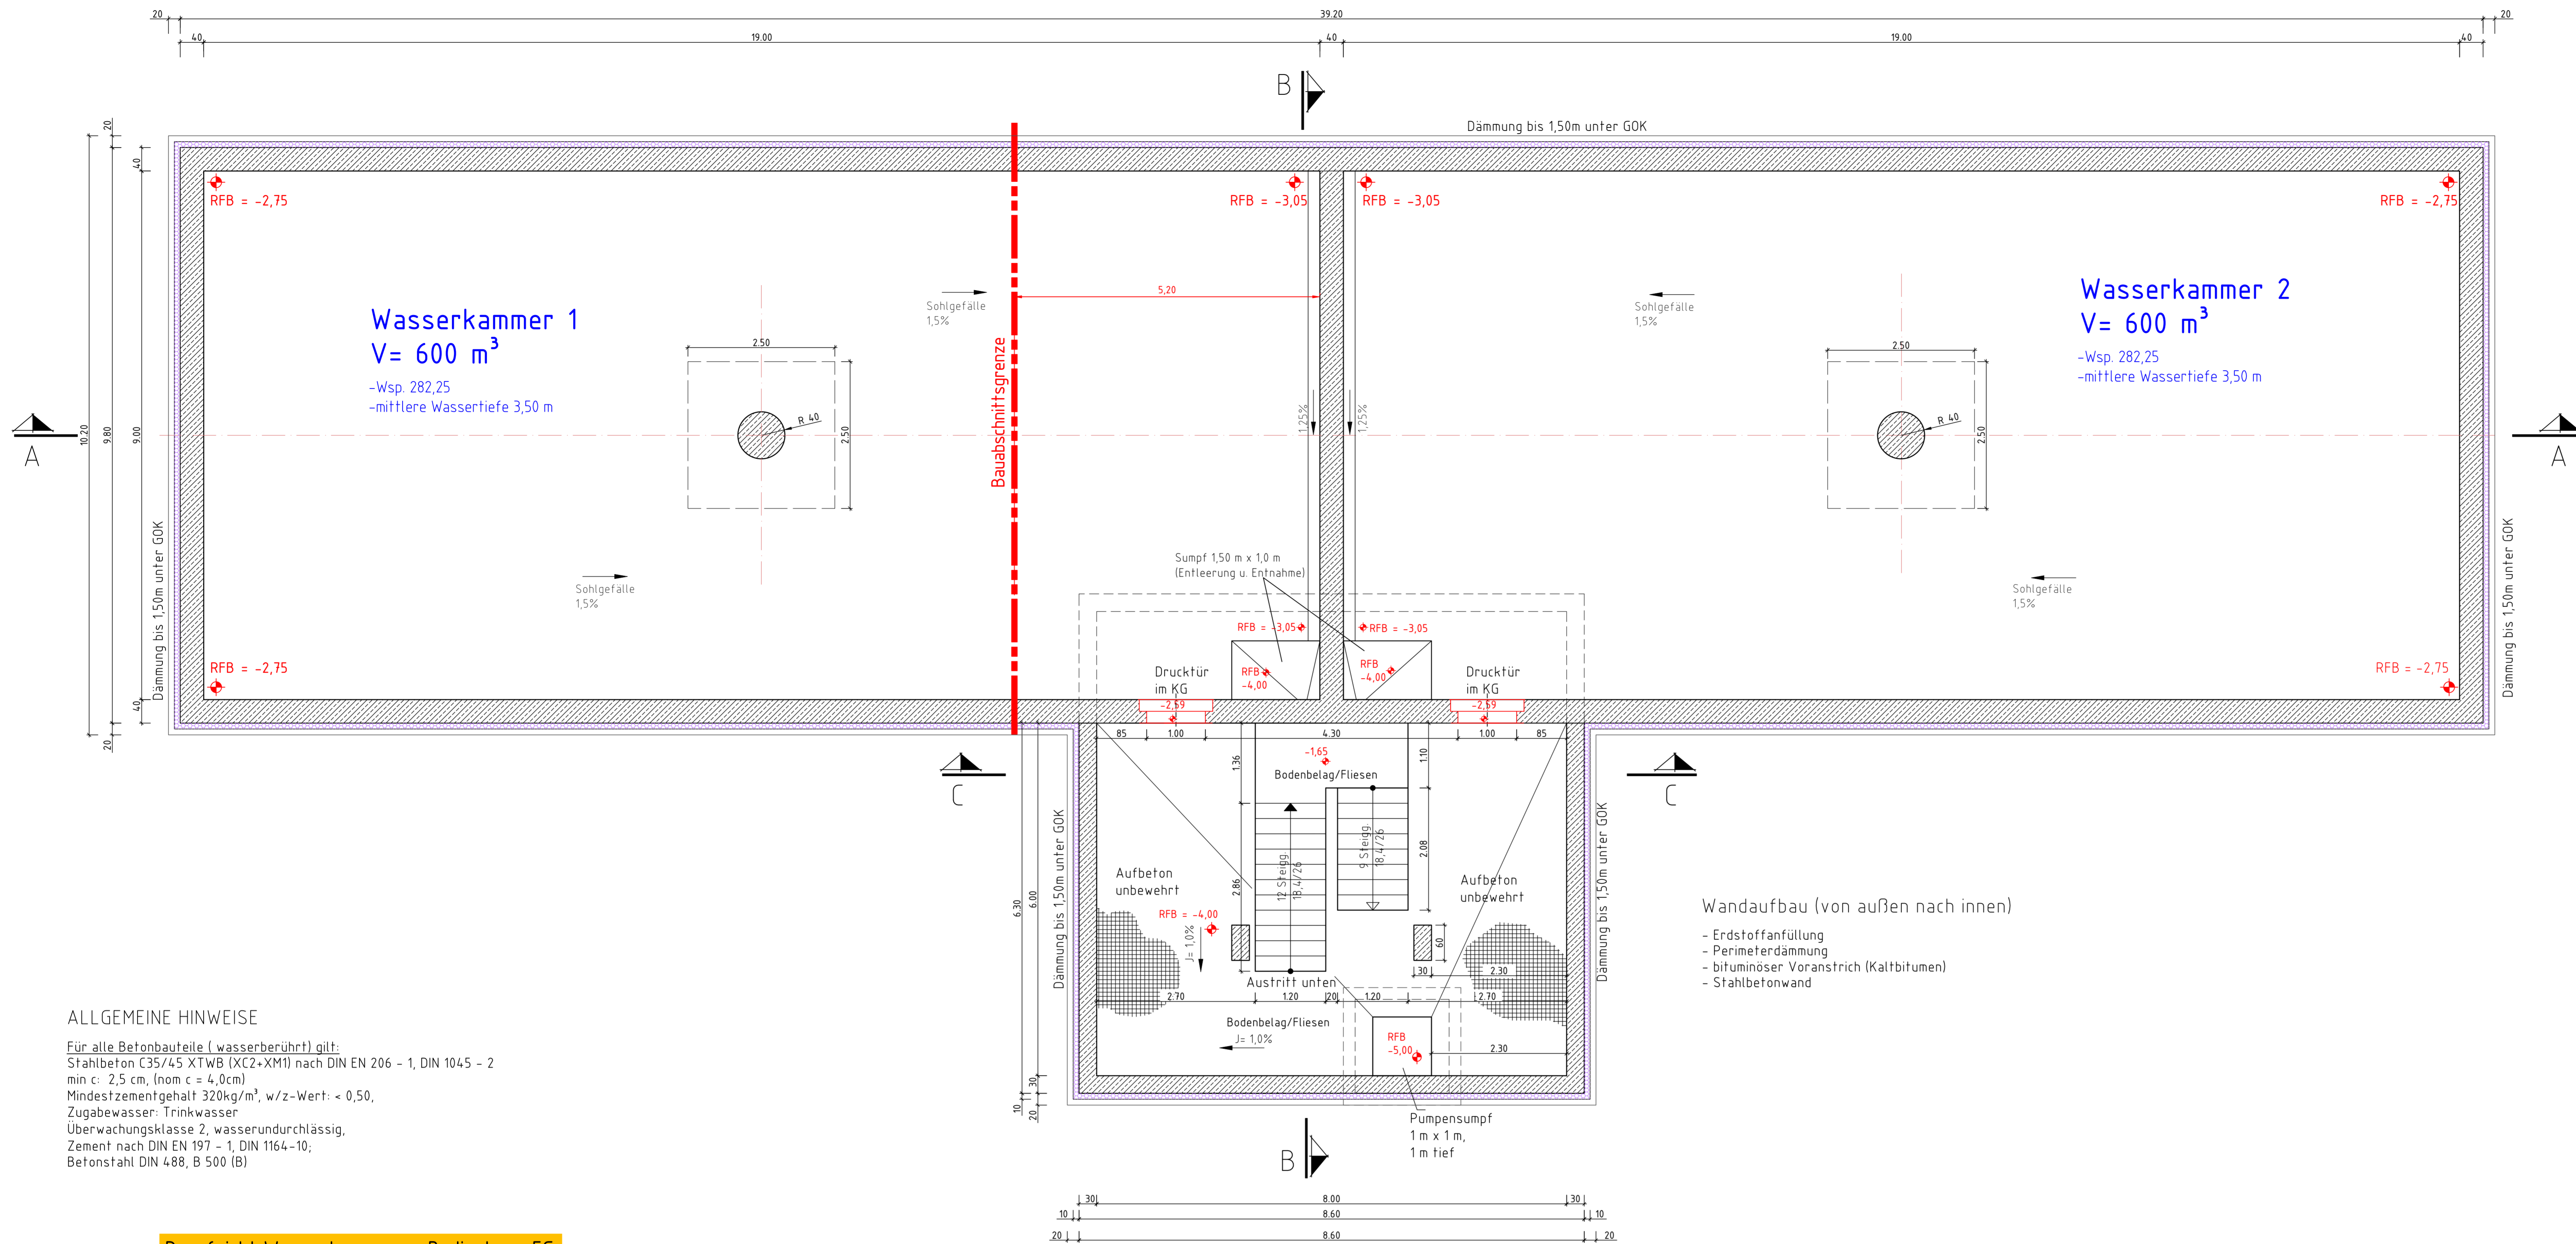 20
39.20
20
40
19.00
40
19.00
40
B
Dämmung bis 1,50m unter GOK
20
40
10.20
9.80
9.00
40
20
RFB = -2,75
RFB = -3,05
RFB = -3,05
RFB = -2,75
Wasserkammer 1
V= 600 m³
-Wsp. 282,25
-mittlere Wassertiefe 3,50 m
Wasserkammer 2
V= 600 m³
-Wsp. 282,25
-mittlere Wassertiefe 3,50 m
Sohlgefälle
1,5%
5,20
Sohlgefälle
1,5%
Bauabschnittsgrenze
2.50
2.50
R 40
2.50
2.50
R 40
1,25%
1,25%
A
A
Dämmung bis 1,50m unter GOK
Dämmung bis 1,50m unter GOK
Sohlgefälle
1,5%
Sohlgefälle
1,5%
Sumpf 1,50 m x 1,0 m
(Entleerung u. Entnahme)
RFB = -3,05
RFB = -3,05
RFB = -2,75
RFB = -2,75
Drucktür
im KG
RFB
-4,00
RFB
-4,00
Drucktür
im KG
-2,59
-2,59
85
1.00
4.30
1.00
85
C
C
1.36
-1,65
1.10
Bodenbelag/Fliesen
12 Steigg.
18,4/26
9 Steigg.
18,4/26
2.86
2.08
Dämmung bis 1,50m unter GOK
Dämmung bis 1,50m unter GOK
6.30
6.00
Aufbeton
unbewehrt
Aufbeton
unbewehrt
RFB = -4,00
J= 1,0%
60
30
2.30
Austritt unten
2.70
1.20
20
1.20
2.70
Bodenbelag/Fliesen
J= 1,0%
RFB
-5,00
2.30
30
10
20
Pumpensumpf
1 m x 1 m,
1 m tief
B
30
8.00
30
10
8.60
10
20
8.60
20
Wandaufbau (von außen nach innen)
- Erdstoffanfüllung
- Perimeterdämmung
- bituminöser Voranstrich (Kaltbitumen)
- Stahlbetonwand
ALLGEMEINE HINWEISE
Für alle Betonbauteile ( wasserberührt) gilt:
Stahlbeton C35/45 XTWB (XC2+XM1) nach DIN EN 206 - 1, DIN 1045 - 2
min c: 2,5 cm, (nom c = 4,0cm)
Mindestzementgehalt 320kg/m³, w/z-Wert: < 0,50,
Zugabewasser: Trinkwasser
Überwachungsklasse 2, wasserundurchlässig,
Zement nach DIN EN 197 - 1, DIN 1164-10;
Betonstahl DIN 488, B 500 (B)